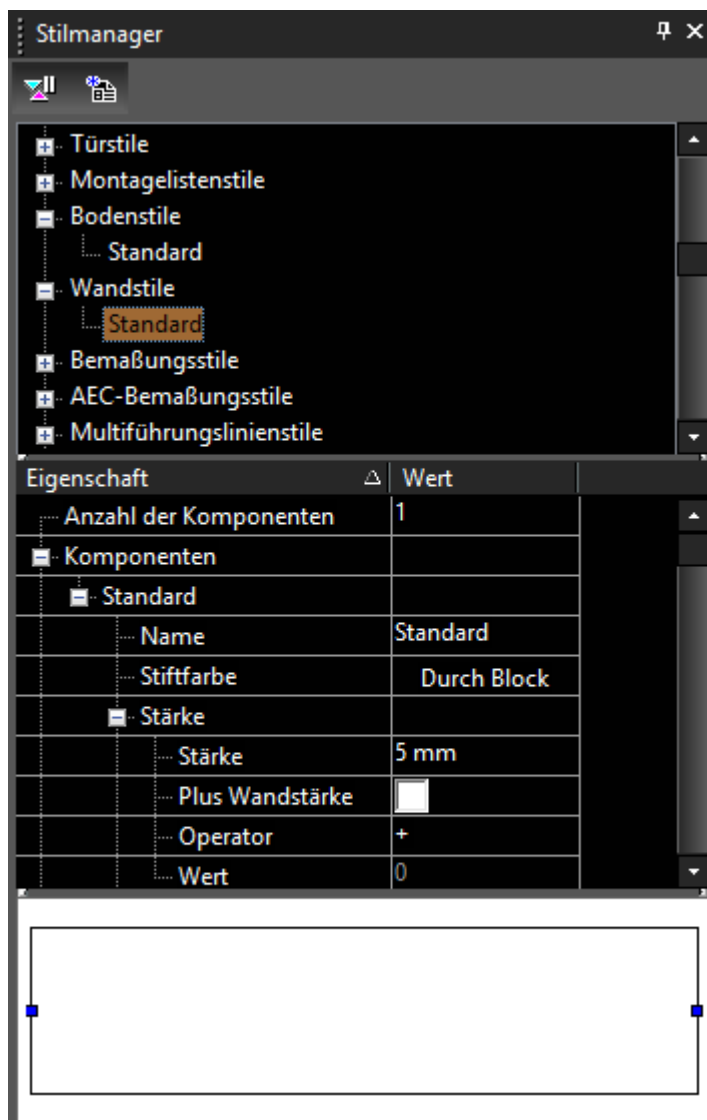 Stilmanager
Türstile
Montagelistenstile
Bodenstile
Standard
Wandstile
Standard
Bemaßungsstile
AEC-Bemaßungsstile
Multiführungslinienstile
Eigenschaft Wert
Anzahl der Komponenten 1
Komponenten
Standard
Name Standard
Stiftfarbe Durch Block
Stärke
Stärke 5 mm
Plus Wandstärke
Operator +
Wert 0